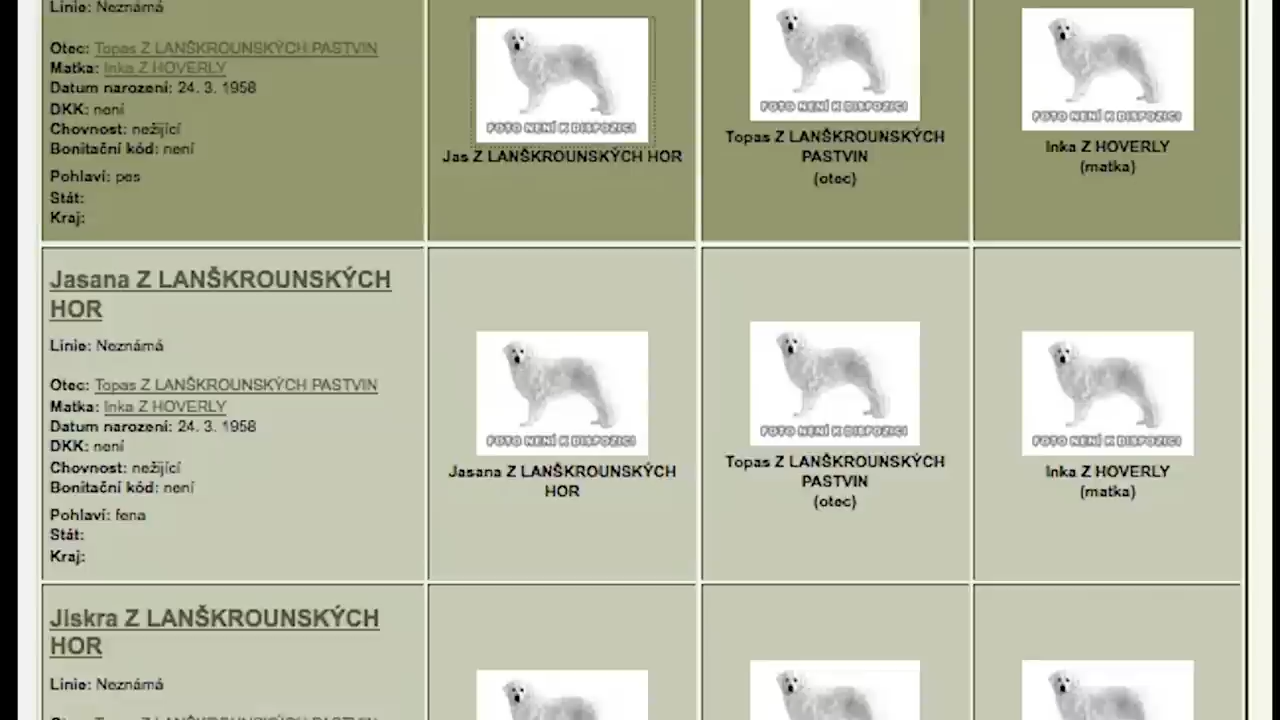 Linie: Neznámá
Otec: Topas Z LANŠKROUNSKÝCH PASTVIN
Matka: Inka Z HOVERLY
Datum narození: 24. 3. 1958
DKK: není
Chovnost: nežijící
Bonitační kód: není
Pohlaví: pes
Stát:
Kraj:
FOTO NENÍ K DISPOZICI
Jas Z LANŠKROUNSKÝCH HOR
FOTO NENÍ K DISPOZICI
Topas Z LANŠKROUNSKÝCH
PASTVIN
(otec)
FOTO NENÍ K DISPOZICI
Inka Z HOVERLY
(matka)
Jasana Z LANŠKROUNSKÝCH
HOR
Linie: Neznámá
Otec: Topas Z LANŠKROUNSKÝCH PASTVIN
Matka: Inka Z HOVERLY
Datum narození: 24. 3. 1958
DKK: není
Chovnost: nežijící
Bonitační kód: není
Pohlaví: fena
Stát:
Kraj:
FOTO NENÍ K DISPOZICI
Jasana Z LANŠKROUNSKÝCH
HOR
FOTO NENÍ K DISPOZICI
Topas Z LANŠKROUNSKÝCH
PASTVIN
(otec)
FOTO NENÍ K DISPOZICI
Inka Z HOVERLY
(matka)
Jiskra Z LANŠKROUNSKÝCH
HOR
Linie: Neznámá